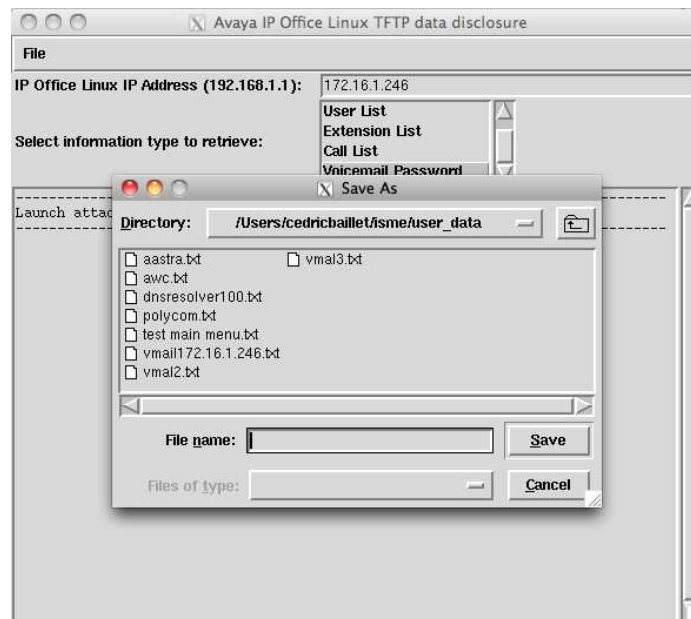 Avaya IP Office Linux TFTP data disclosure
File
IP Office Linux IP Address (192.168.1.1):
172.16.1.246
Select information type to retrieve:
User List
Extension List
Call List
Voicemail Password
Save As
Launch attac
Directory:
/Users/cedricbaillet/isme/user_data
aastra.txt
vmal3.txt
awc.txt
dnsresolver100.txt
polycom.txt
test main menu.txt
vmail172.16.1.246.txt
vmal2.txt
File name:
Save
Files of type:
Cancel